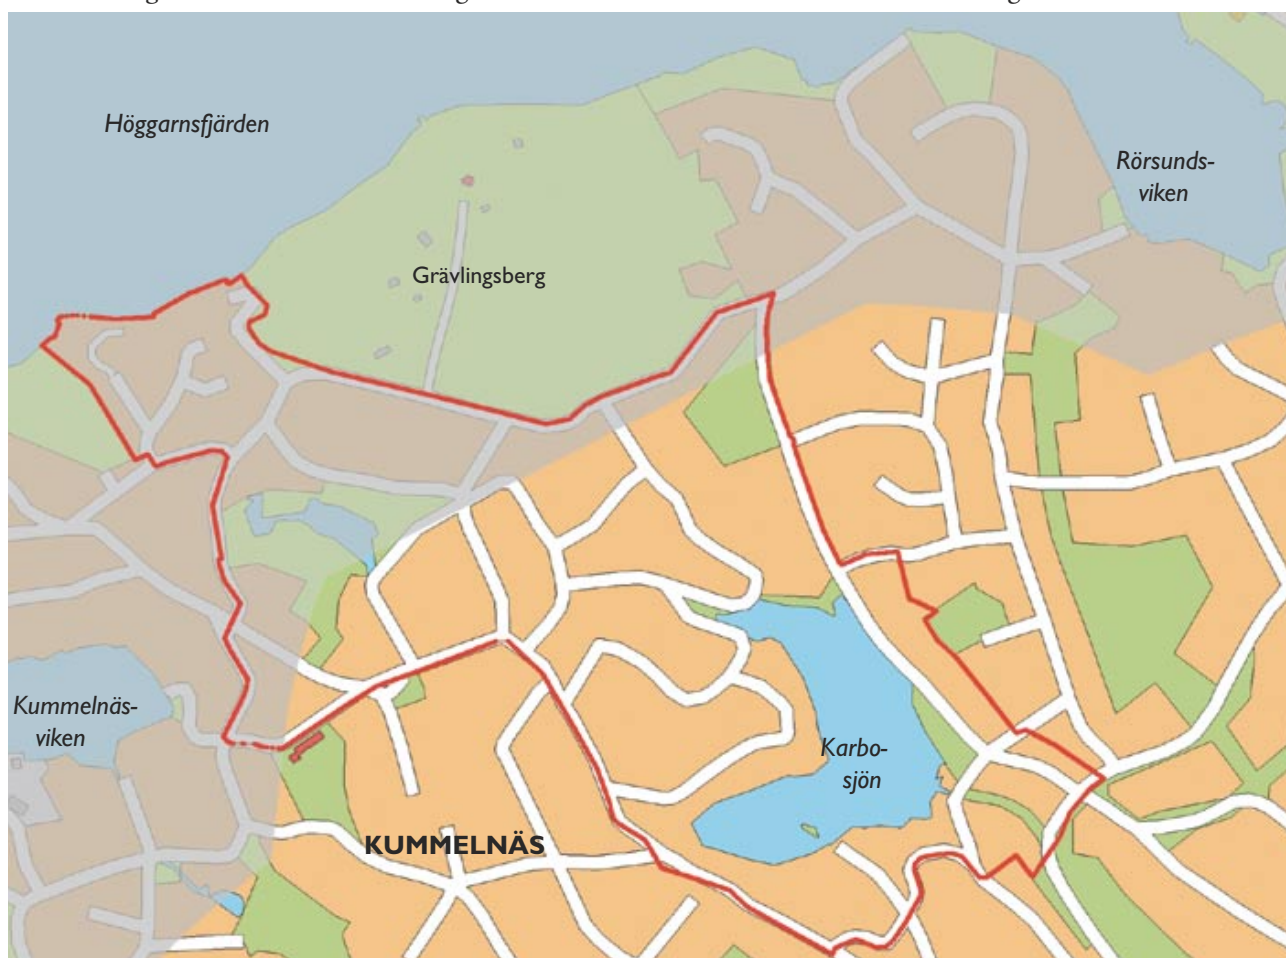 Höggarnsfjärden
Rörsunds-
viken
Grävlingsberg
Kummelnäs-
viken
Karbo-
sjön
KUMMELNÄS